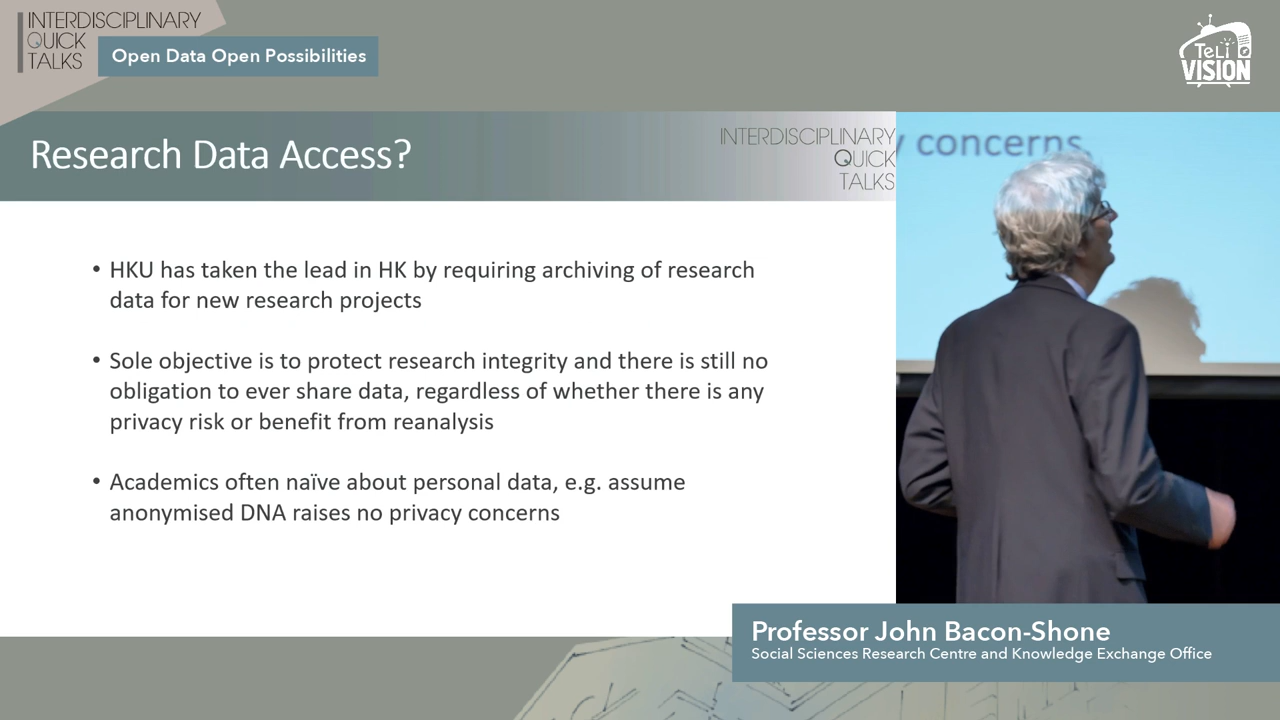 INTERDISCIPLINARY
QUICK
TALKS
Open Data Open Possibilities
TeLi
VISION
Research Data Access?
INTERDISCIPLINARY
QUICK
TALKS
y concerns
• HKU has taken the lead in HK by requiring archiving of research
data for new research projects
• Sole objective is to protect research integrity and there is still no
obligation to ever share data, regardless of whether there is any
privacy risk or benefit from reanalysis
• Academics often naïve about personal data, e.g. assume
anonymised DNA raises no privacy concerns
Professor John Bacon-Shone
Social Sciences Research Centre and Knowledge Exchange Office